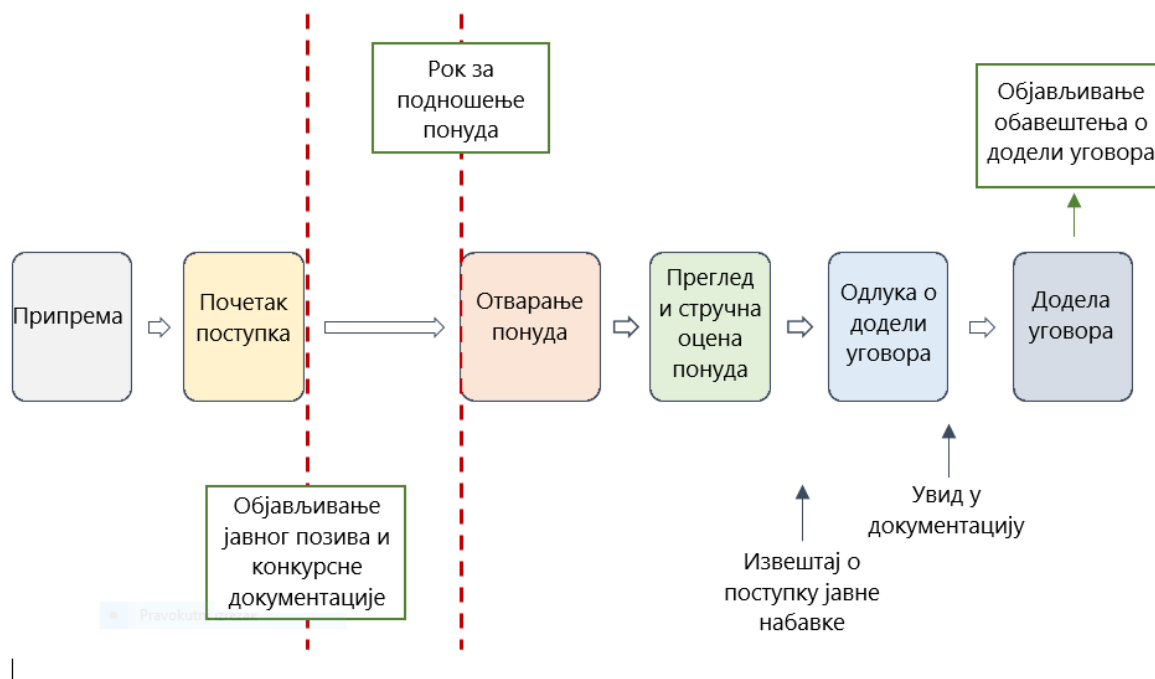 Рок за
подношење
понуда
Објављивање
обавештења о
додели уговора
Припрема
Почетак
поступка
Отварање
понуда
Преглед
и стручна
оцена
понуда
Одлука о
додели
уговора
Додела
уговора
Објављивање
јавног позива и
конкурсне
документације
Извештај о
поступку јавне
набавке
Увид у
документацију